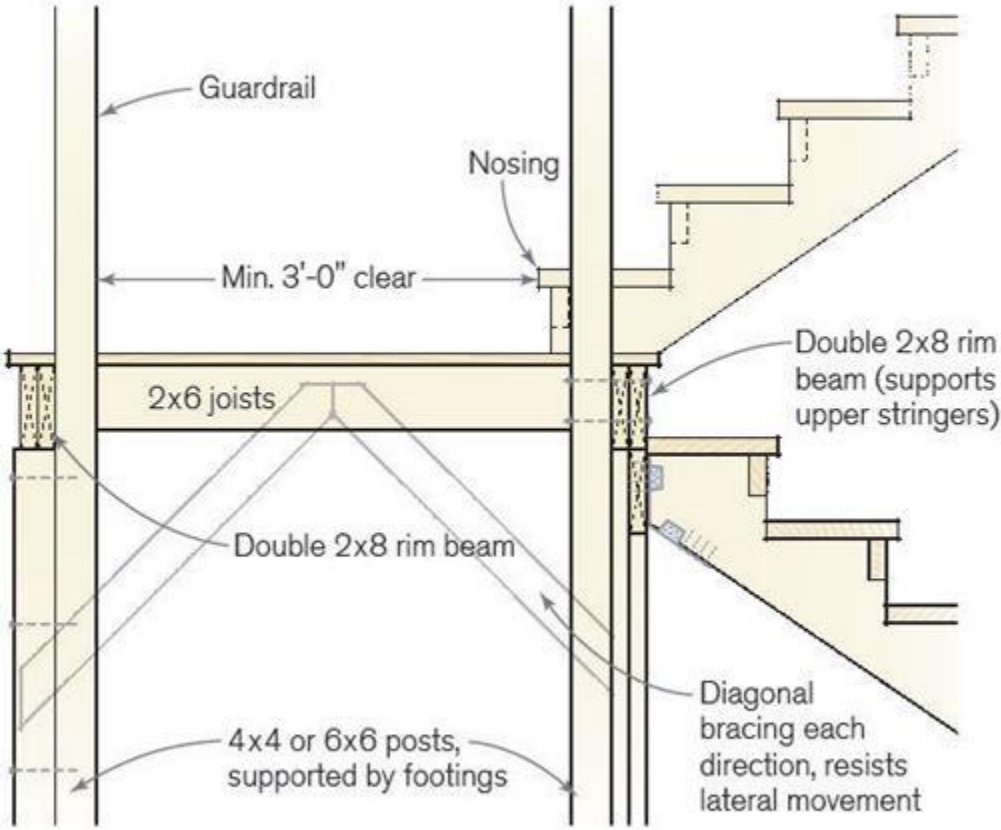 Guardrail
Nosing
Min. 3'-0" clear
Double 2x8 rim
beam (supports
upper stringers)
2x6 joists
Double 2x8 rim beam
Diagonal
bracing each
direction, resists
lateral movement
4x4 or 6x6 posts,
supported by footings